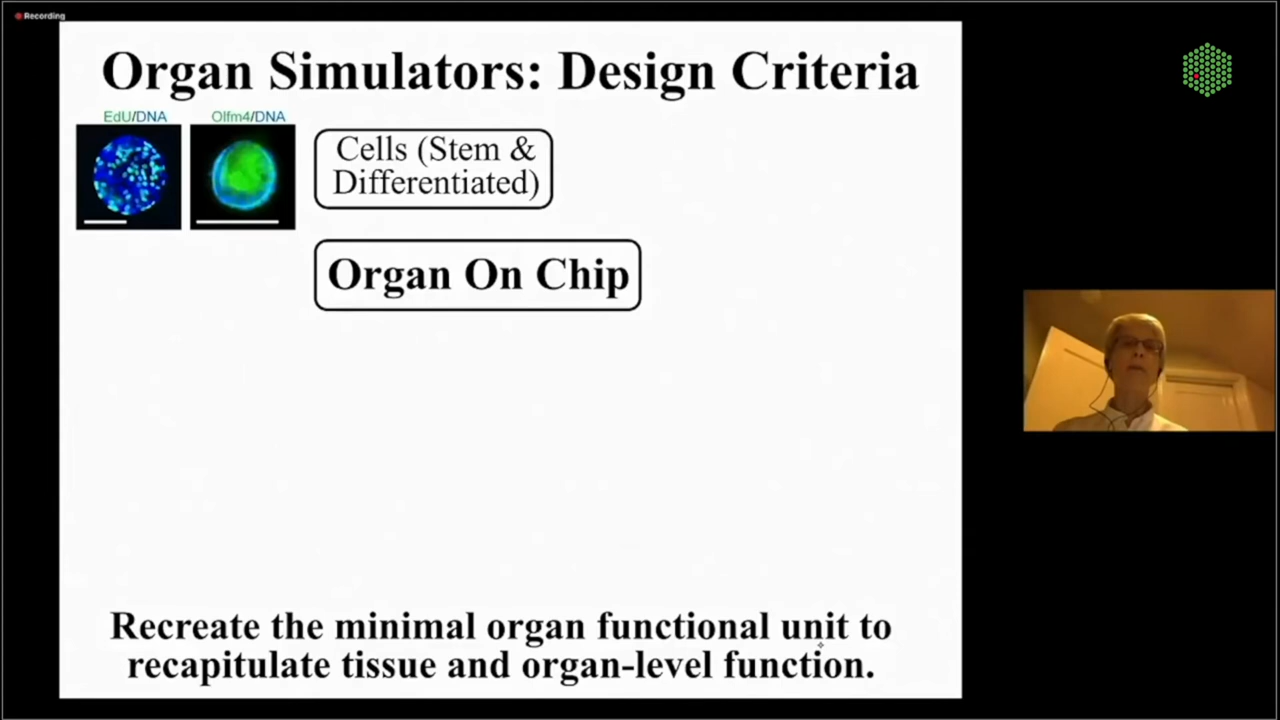 Recording
Organ Simulators: Design Criteria
EdU/DNA
Olfm4/DNA
Cells (Stem &
Differentiated)
Organ On Chip
Recreate the minimal organ functional unit to
recapitulate tissue and organ-level function.